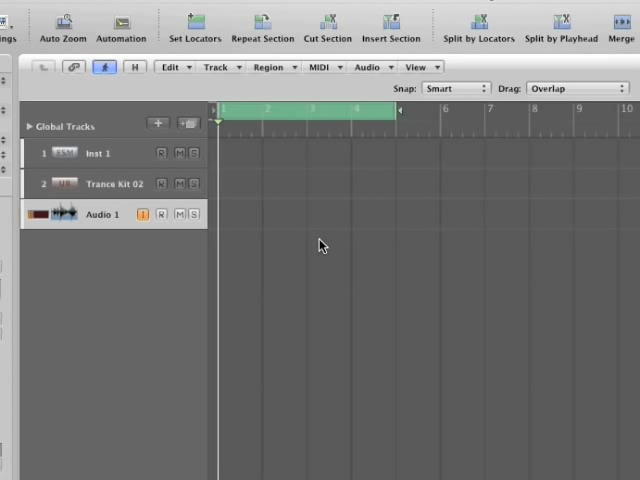 ings Auto Zoom Automation Set Locators Repeat Section Cut Section Insert Section Split by Locators Split by Playhead Merge
H Edit Track Region MIDI Audio View
Snap: Smart Drag: Overlap
1 2 3 4 6 7 8 9 10
Global Tracks
1 Inst 1 R M S
2 Trance Kit 02 R M S
Audio 1 I R M S